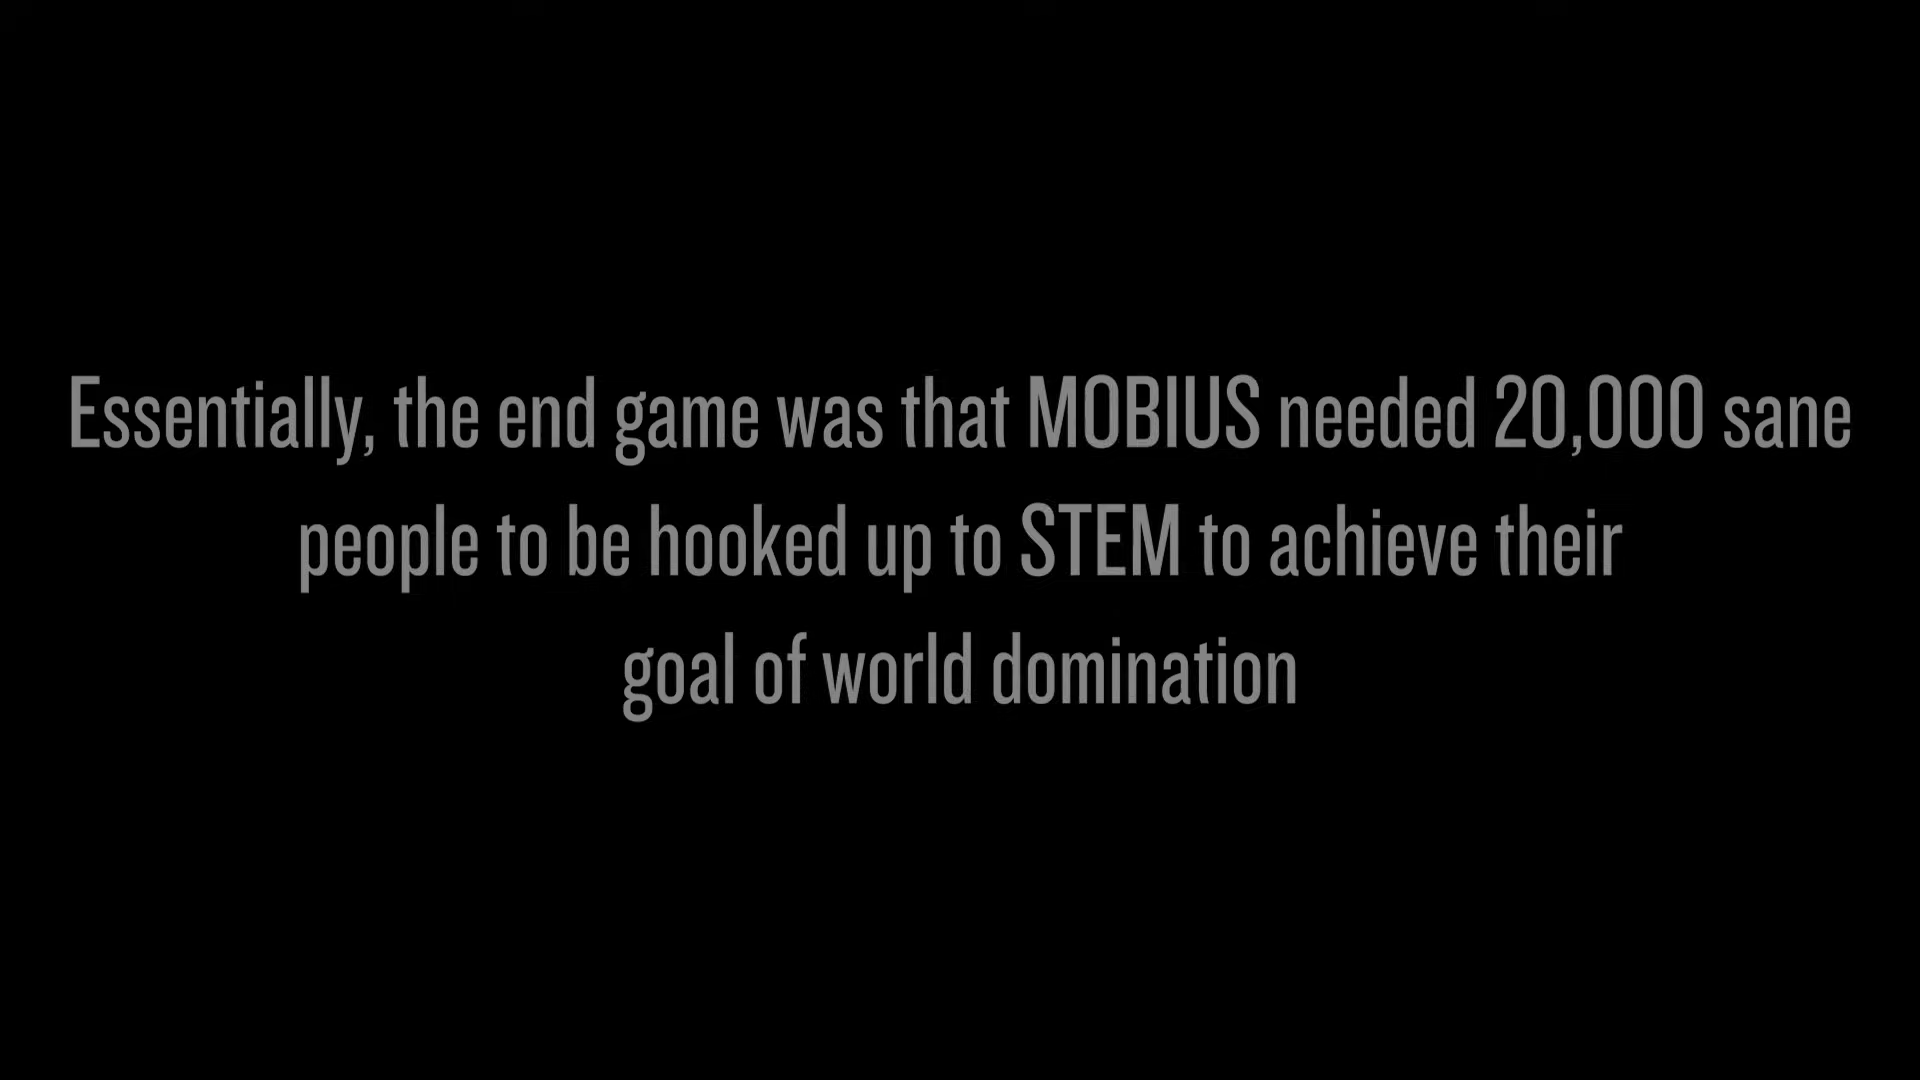 Essentially, the end game was that MOBIUS needed 20,000 sane
people to be hooked up to STEM to achieve their
goal of world domination